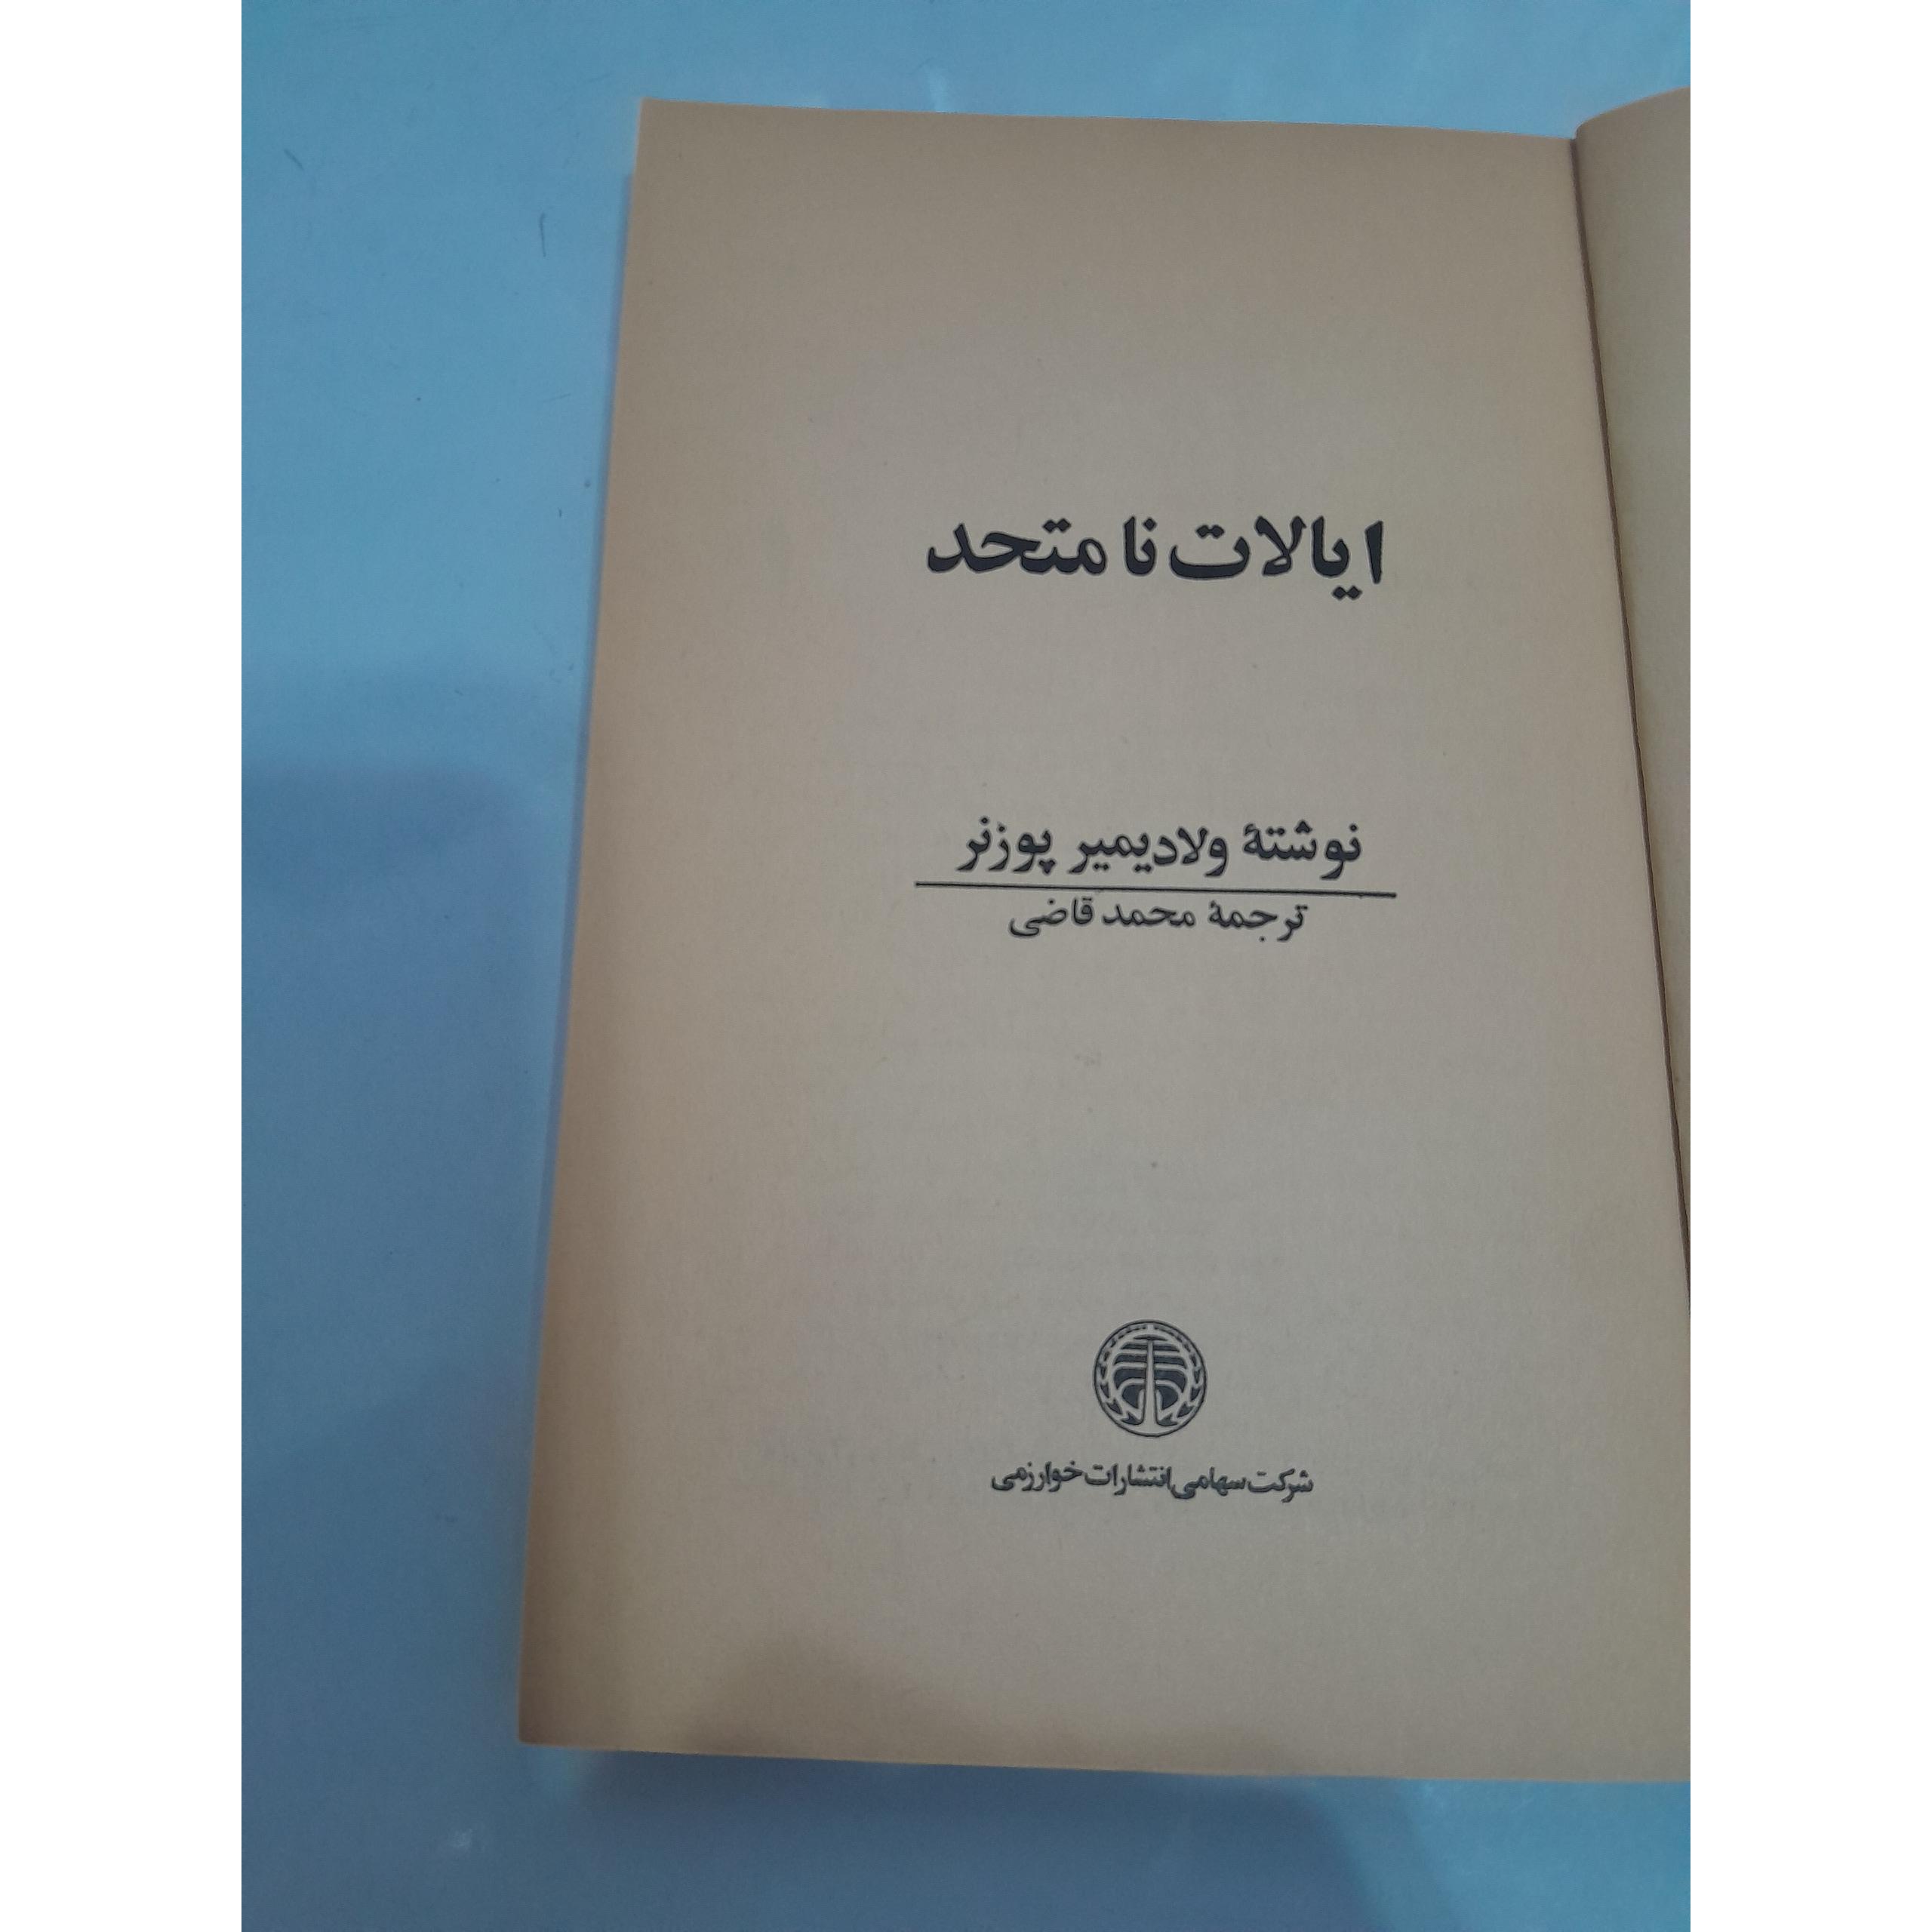 ایالات نامتحد
نوشتهٔ ولادیمیر پوزنر
ترجمهٔ محمد قاضی
شرکت سهامی انتشارات خوارزمی